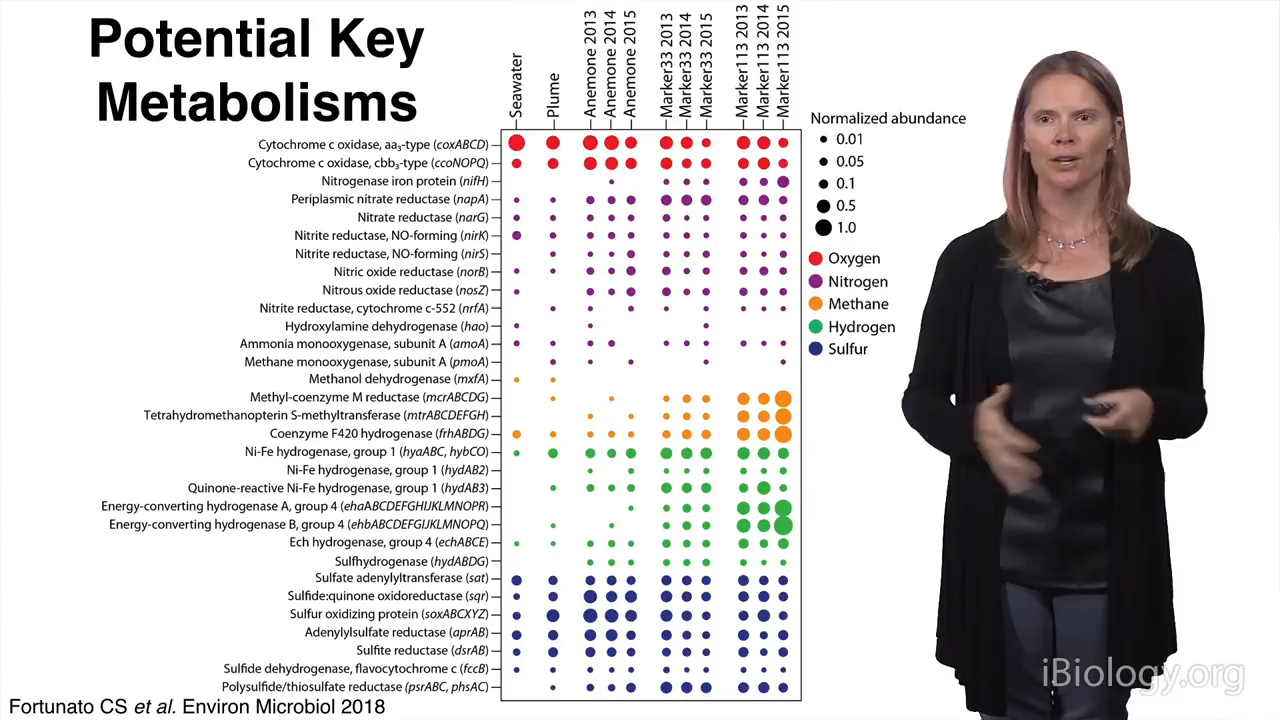 Potential Key
Metabolisms
Seawater
Plume
Anemone 2013
Anemone 2014
Anemone 2015
Marker33 2013
Marker33 2014
Marker33 2015
Marker113 2013
Marker113 2014
Marker113 2015
Cytochrome c oxidase, aa₃-type (coxABCD)
Cytochrome c oxidase, cbb₃-type (ccoNOPQ)
Nitrogenase iron protein (nifH)
Periplasmic nitrate reductase (napA)
Nitrate reductase (narG)
Nitrite reductase, NO-forming (nirK)
Nitrite reductase, NO-forming (nirS)
Nitric oxide reductase (norB)
Nitrous oxide reductase (nosZ)
Nitrite reductase, cytochrome c-552 (nrfA)
Hydroxylamine dehydrogenase (hao)
Ammonia monooxygenase, subunit A (amoA)
Methane monooxygenase, subunit A (pmoA)
Methanol dehydrogenase (mxfA)
Methyl-coenzyme M reductase (mcrABCDG)
Tetrahydromethanopterin S-methyltransferase (mtrABCDEFGH)
Coenzyme F420 hydrogenase (frhABDG)
Ni-Fe hydrogenase, group 1 (hyaABC, hybCO)
Ni-Fe hydrogenase, group 1 (hydAB2)
Quinone-reactive Ni-Fe hydrogenase, group 1 (hydAB3)
Energy-converting hydrogenase A, group 4 (ehaABCDEFGHIJKLMNOPR)
Energy-converting hydrogenase B, group 4 (ehbABCDEFGIJKLMNOPQ)
Ech hydrogenase, group 4 (echABCE)
Sulfhydrogenase (hydABDG)
Sulfate adenylyltransferase (sat)
Sulfide:quinone oxidoreductase (sqr)
Sulfur oxidizing protein (soxABCXYZ)
Adenylylsulfate reductase (aprAB)
Sulfite reductase (dsrAB)
Sulfide dehydrogenase, flavocytochrome c (fccB)
Polysulfide/thiosulfate reductase (psrABC, phsAC)
Normalized abundance
0.01
0.05
0.1
0.5
1.0
Oxygen
Nitrogen
Methane
Hydrogen
Sulfur
iBiology.org
Fortunato CS et al. Environ Microbiol 2018